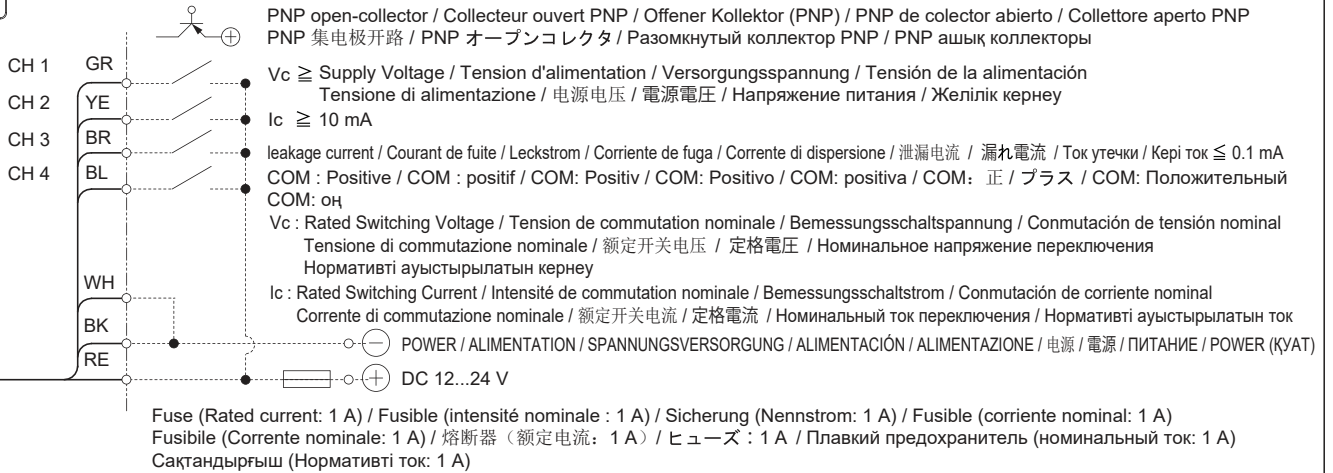 PNP open-collector / Collecteur ouvert PNP / Offener Kollektor (PNP) / PNP de colector abierto / Collettore aperto PNP
PNP 集电极开路 / PNP オープンコレクタ / Разомкнутый коллектор PNP / PNP ашық коллекторы
CH 1 GR
Vc ≧ Supply Voltage / Tension d'alimentation / Versorgungsspannung / Tensión de la alimentación
Tensione di alimentazione / 电源电压 / 電源電圧 / Напряжение питания / Желілік кернеу
CH 2 YE
Ic ≧ 10 mA
CH 3 BR
leakage current / Courant de fuite / Leckstrom / Corriente de fuga / Corrente di dispersione / 泄漏电流 / 漏れ電流 / Ток утечки / Кері ток ≦ 0.1 mA
CH 4 BL
COM : Positive / COM : positif / COM: Positiv / COM: Positivo / COM: positiva / COM：正 / プラス / COM: Положительный
COM: оң
Vc : Rated Switching Voltage / Tension de commutation nominale / Bemessungsschaltspannung / Conmutación de tensión nominal
Tensione di commutazione nominale / 额定开关电压 / 定格電圧 / Номинальное напряжение переключения
Нормативті ауыстырылатын кернеу
WH
Ic : Rated Switching Current / Intensité de commutation nominale / Bemessungsschaltstrom / Conmutación de corriente nominal
Corrente di commutazione nominale / 额定开关电流 / 定格電流 / Номинальный ток переключения / Нормативті ауыстырылатын ток
BK
− POWER / ALIMENTATION / SPANNUNGSVERSORGUNG / ALIMENTACIÓN / ALIMENTAZIONE / 电源 / 電源 / ПИТАНИЕ / POWER (ҚУАТ)
RE
+ DC 12...24 V
Fuse (Rated current: 1 A) / Fusible (intensité nominale : 1 A) / Sicherung (Nennstrom: 1 A) / Fusible (corriente nominal: 1 A)
Fusibile (Corrente nominale: 1 A) / 熔断器（额定电流：1 A）/ ヒューズ：1 A / Плавкий предохранитель (номинальный ток: 1 A)
Сақтандырғыш (Нормативті ток: 1 A)